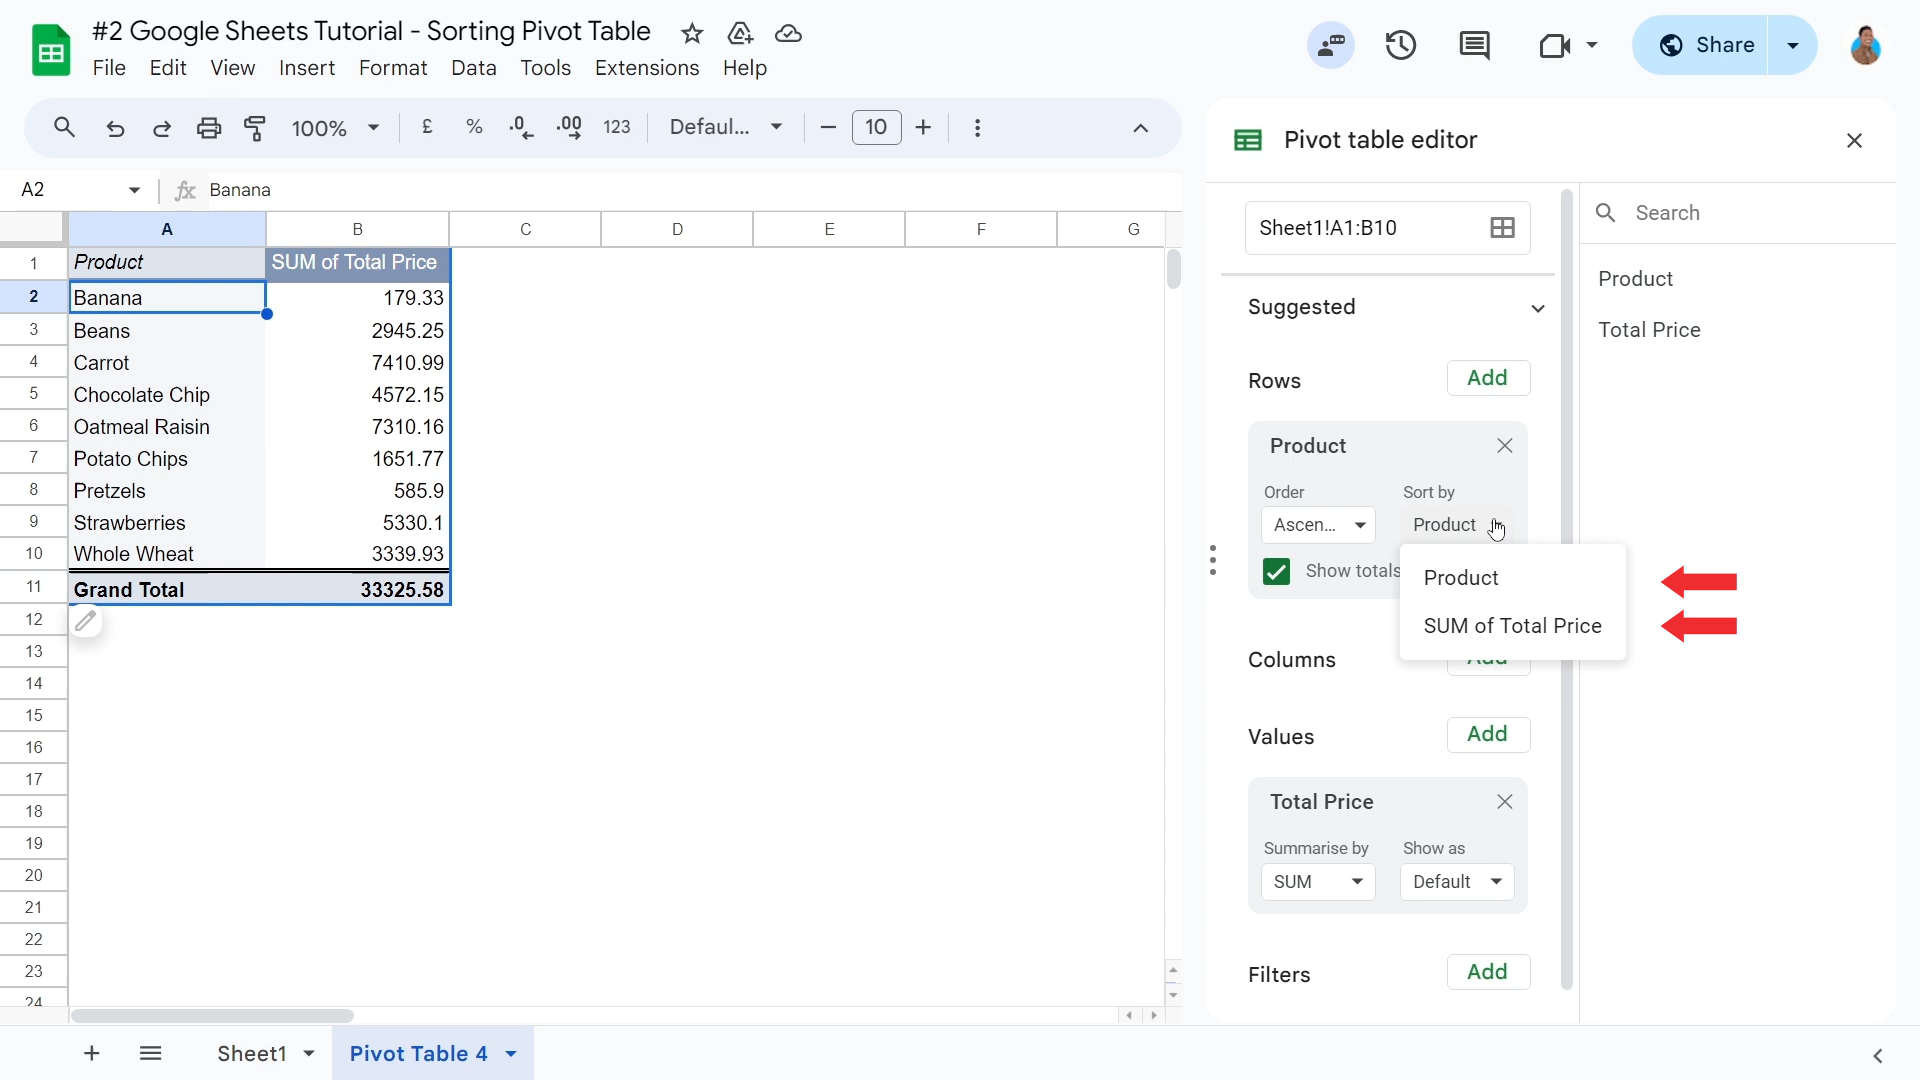 #2 Google Sheets Tutorial - Sorting Pivot Table
File Edit View Insert Format Data Tools Extensions Help
Share
100% £ % .0 .00 123 Defaul... 10
A2 Banana
A B C D E F G
1 Product SUM of Total Price
2 Banana 179.33
3 Beans 2945.25
4 Carrot 7410.99
5 Chocolate Chip 4572.15
6 Oatmeal Raisin 7310.16
7 Potato Chips 1651.77
8 Pretzels 585.9
9 Strawberries 5330.1
10 Whole Wheat 3339.93
11 Grand Total 33325.58
12
13
14
15
16
17
18
19
20
21
22
23
24
Pivot table editor
Sheet1!A1:B10
Suggested
Rows Add
Product
Order Sort by
Ascen... Product
Show totals
Product
SUM of Total Price
Columns Add
Values Add
Total Price
Summarise by Show as
SUM Default
Filters Add
Search
Product
Total Price
Sheet1 Pivot Table 4